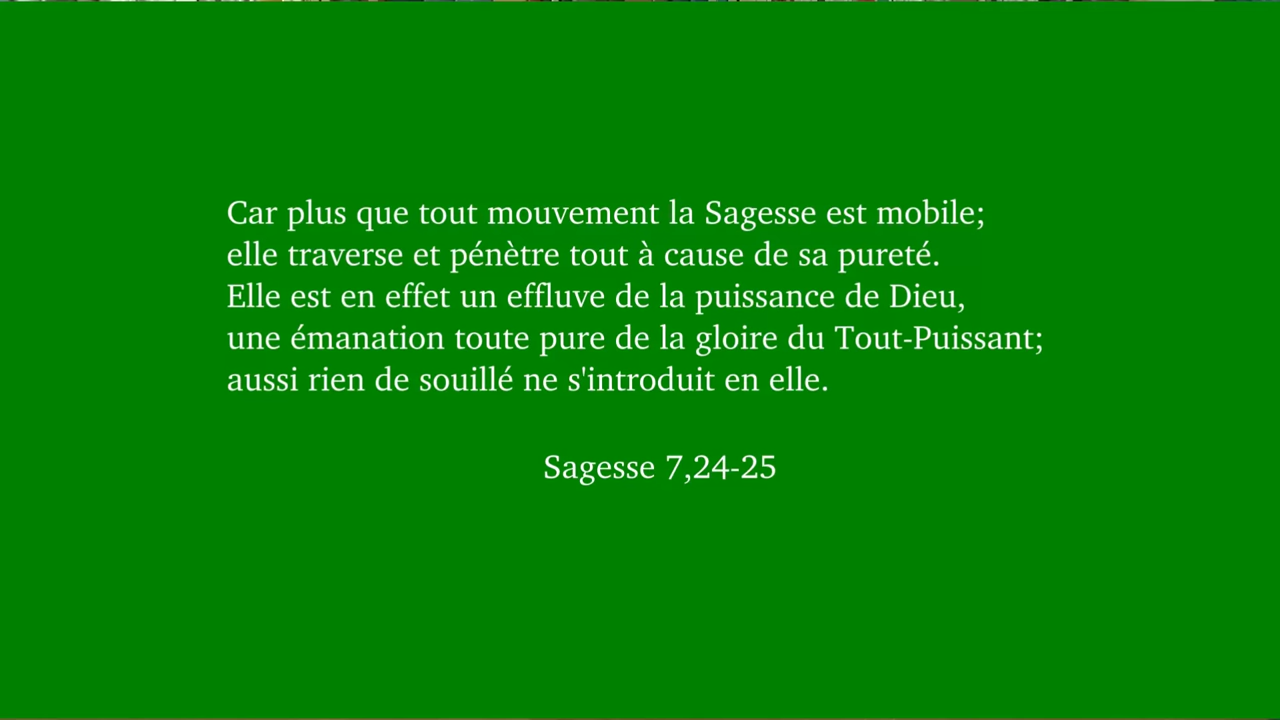 Car plus que tout mouvement la Sagesse est mobile;
elle traverse et pénètre tout à cause de sa pureté.
Elle est en effet un effluve de la puissance de Dieu,
une émanation toute pure de la gloire du Tout-Puissant;
aussi rien de souillé ne s'introduit en elle.
Sagesse 7,24-25